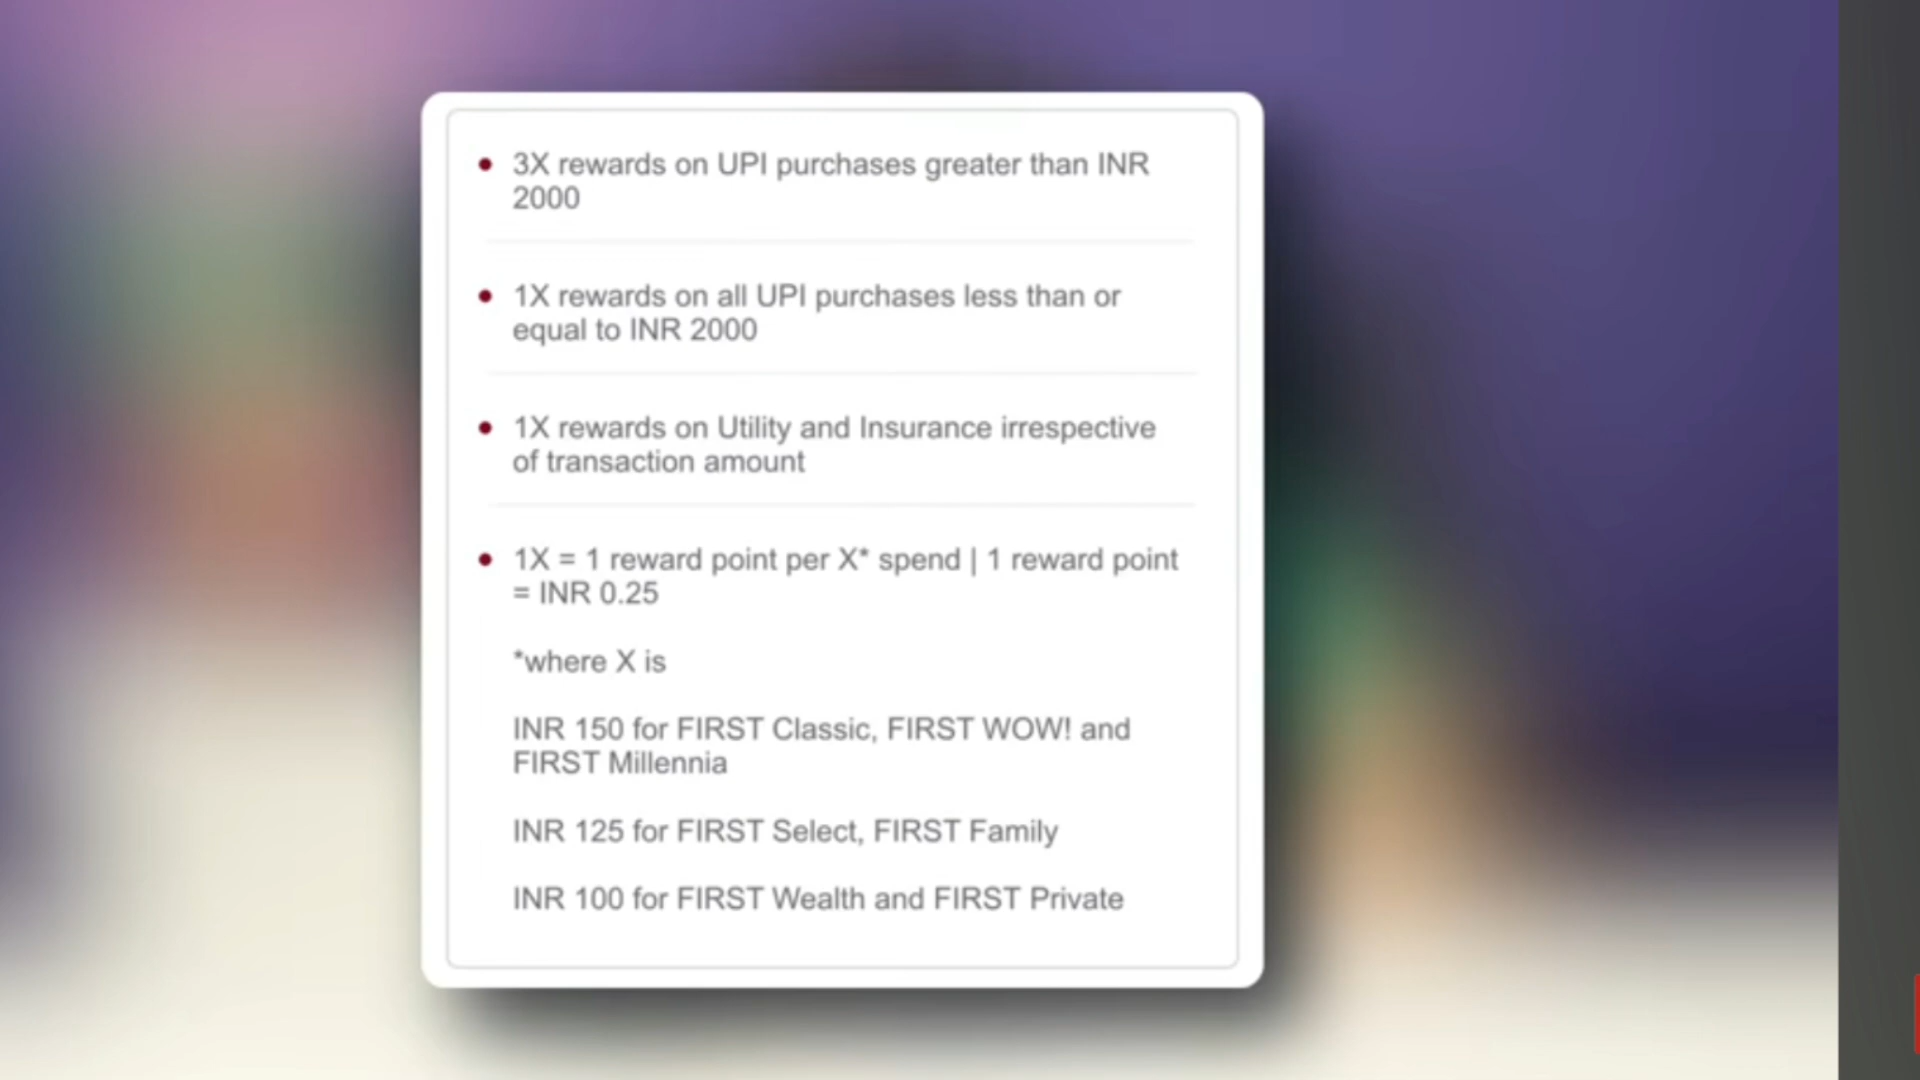 3X rewards on UPI purchases greater than INR
2000
1X rewards on all UPI purchases less than or
equal to INR 2000
1X rewards on Utility and Insurance irrespective
of transaction amount
1X = 1 reward point per X* spend | 1 reward point
= INR 0.25
*where X is
INR 150 for FIRST Classic, FIRST WOW! and
FIRST Millennia
INR 125 for FIRST Select, FIRST Family
INR 100 for FIRST Wealth and FIRST Private